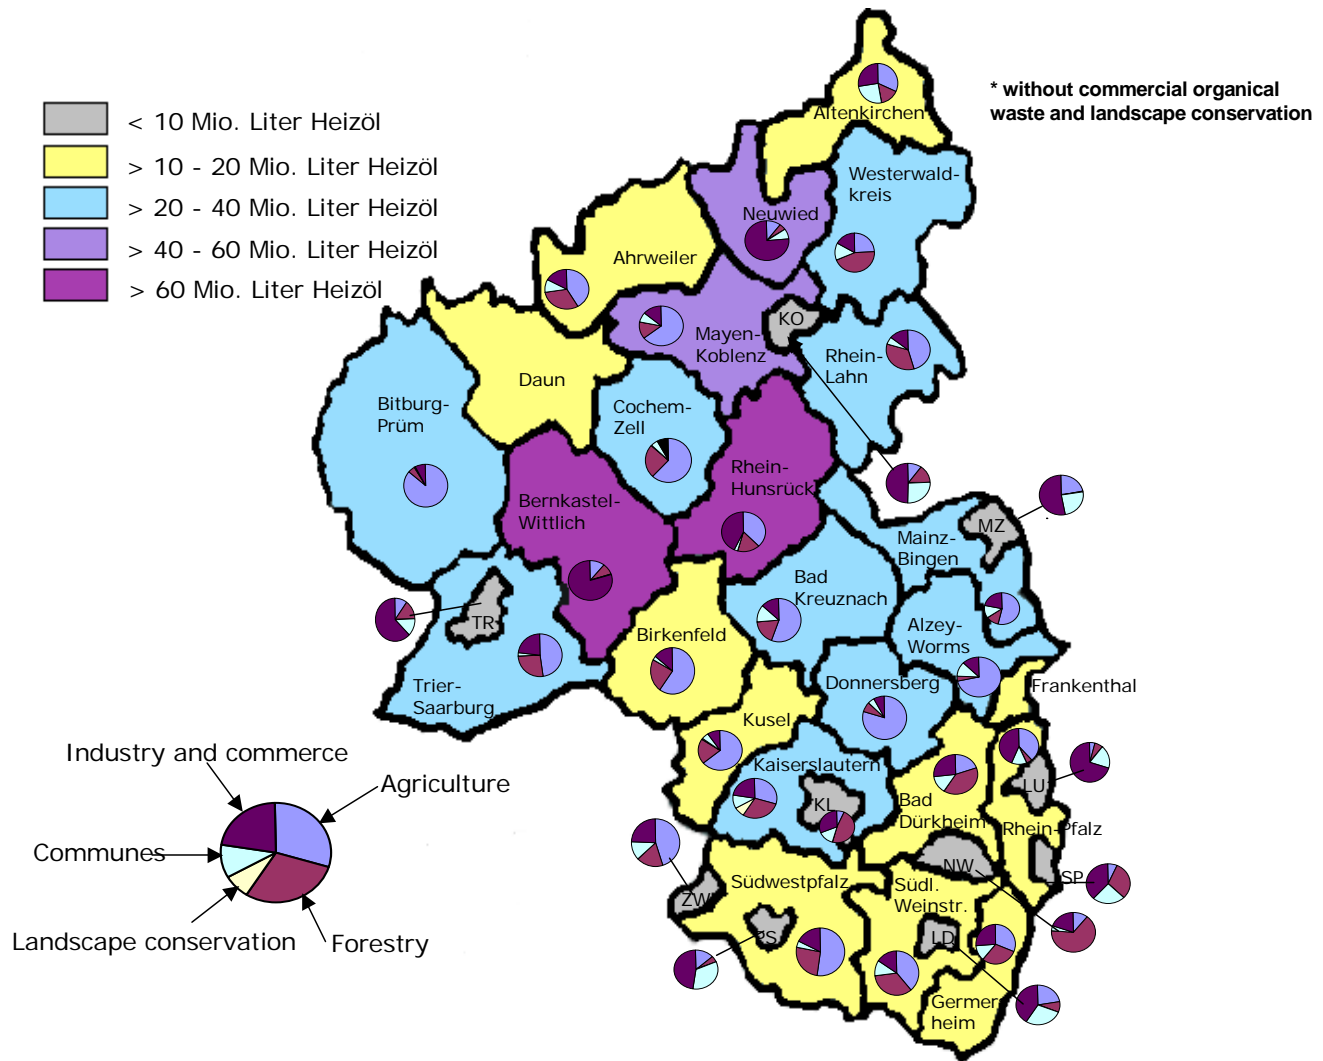 < 10 Mio. Liter Heizöl
> 10 - 20 Mio. Liter Heizöl
> 20 - 40 Mio. Liter Heizöl
> 40 - 60 Mio. Liter Heizöl
> 60 Mio. Liter Heizöl
* without commercial organical
waste and landscape conservation
Altenkirchen
Westerwald-
kreis
Neuwied
Ahrweiler
KO
Mayen-
Koblenz
Rhein-
Lahn
Daun
Bitburg-
Prüm
Cochem-
Zell
Rhein-
Hunsrück
Bernkastel-
Wittlich
MZ
Mainz-
Bingen
Bad
Kreuznach
TR
Alzey-
Worms
Birkenfeld
Trier-
Saarburg
Donnersberg
Frankenthal
Kusel
Kaiserslautern
KL
LU
Bad
Dürkheim
Rhein-Pfalz
NW
SP
Südwestpfalz
Südl.
Weinstr.
ZW
PS
LD
Germers
heim
Industry and commerce
Agriculture
Communes
Landscape conservation
Forestry